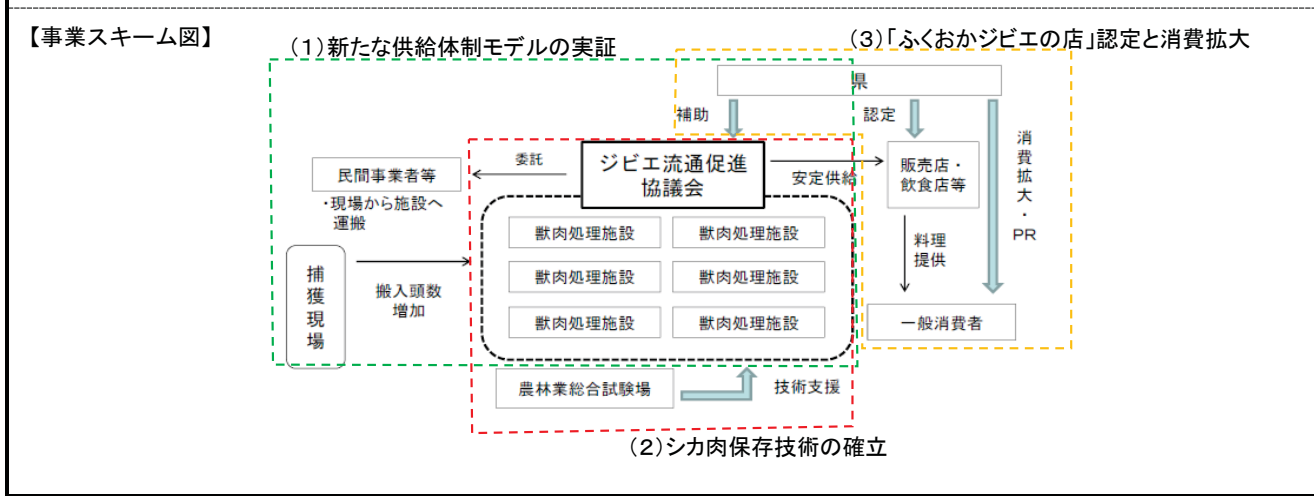 【事業スキーム図】
(1)新たな供給体制モデルの実証
(3)「ふくおかジビエの店」認定と消費拡大
県
補助
認定
消費拡大・PR
民間事業者等
・現場から施設へ
運搬
委託
ジビエ流通促進
協議会
安定供給
販売店・
飲食店等
獣肉処理施設
獣肉処理施設
料理
提供
捕獲現場
搬入頭数
増加
獣肉処理施設
獣肉処理施設
獣肉処理施設
獣肉処理施設
一般消費者
農林業総合試験場
技術支援
(2)シカ肉保存技術の確立